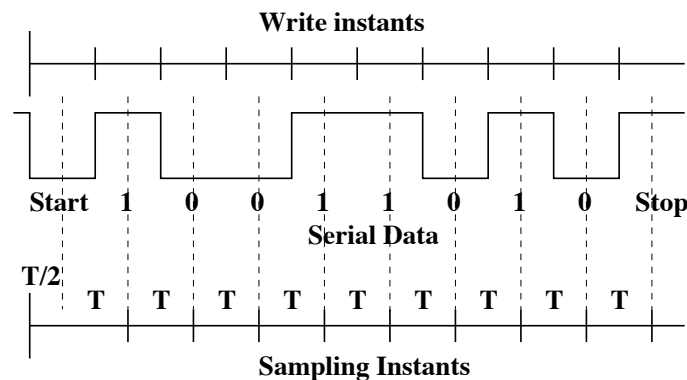 Write instants
Start 1 0 0 1 1 0 1 0 Stop
Serial Data
T/2
T T T T T T T T T
Sampling Instants